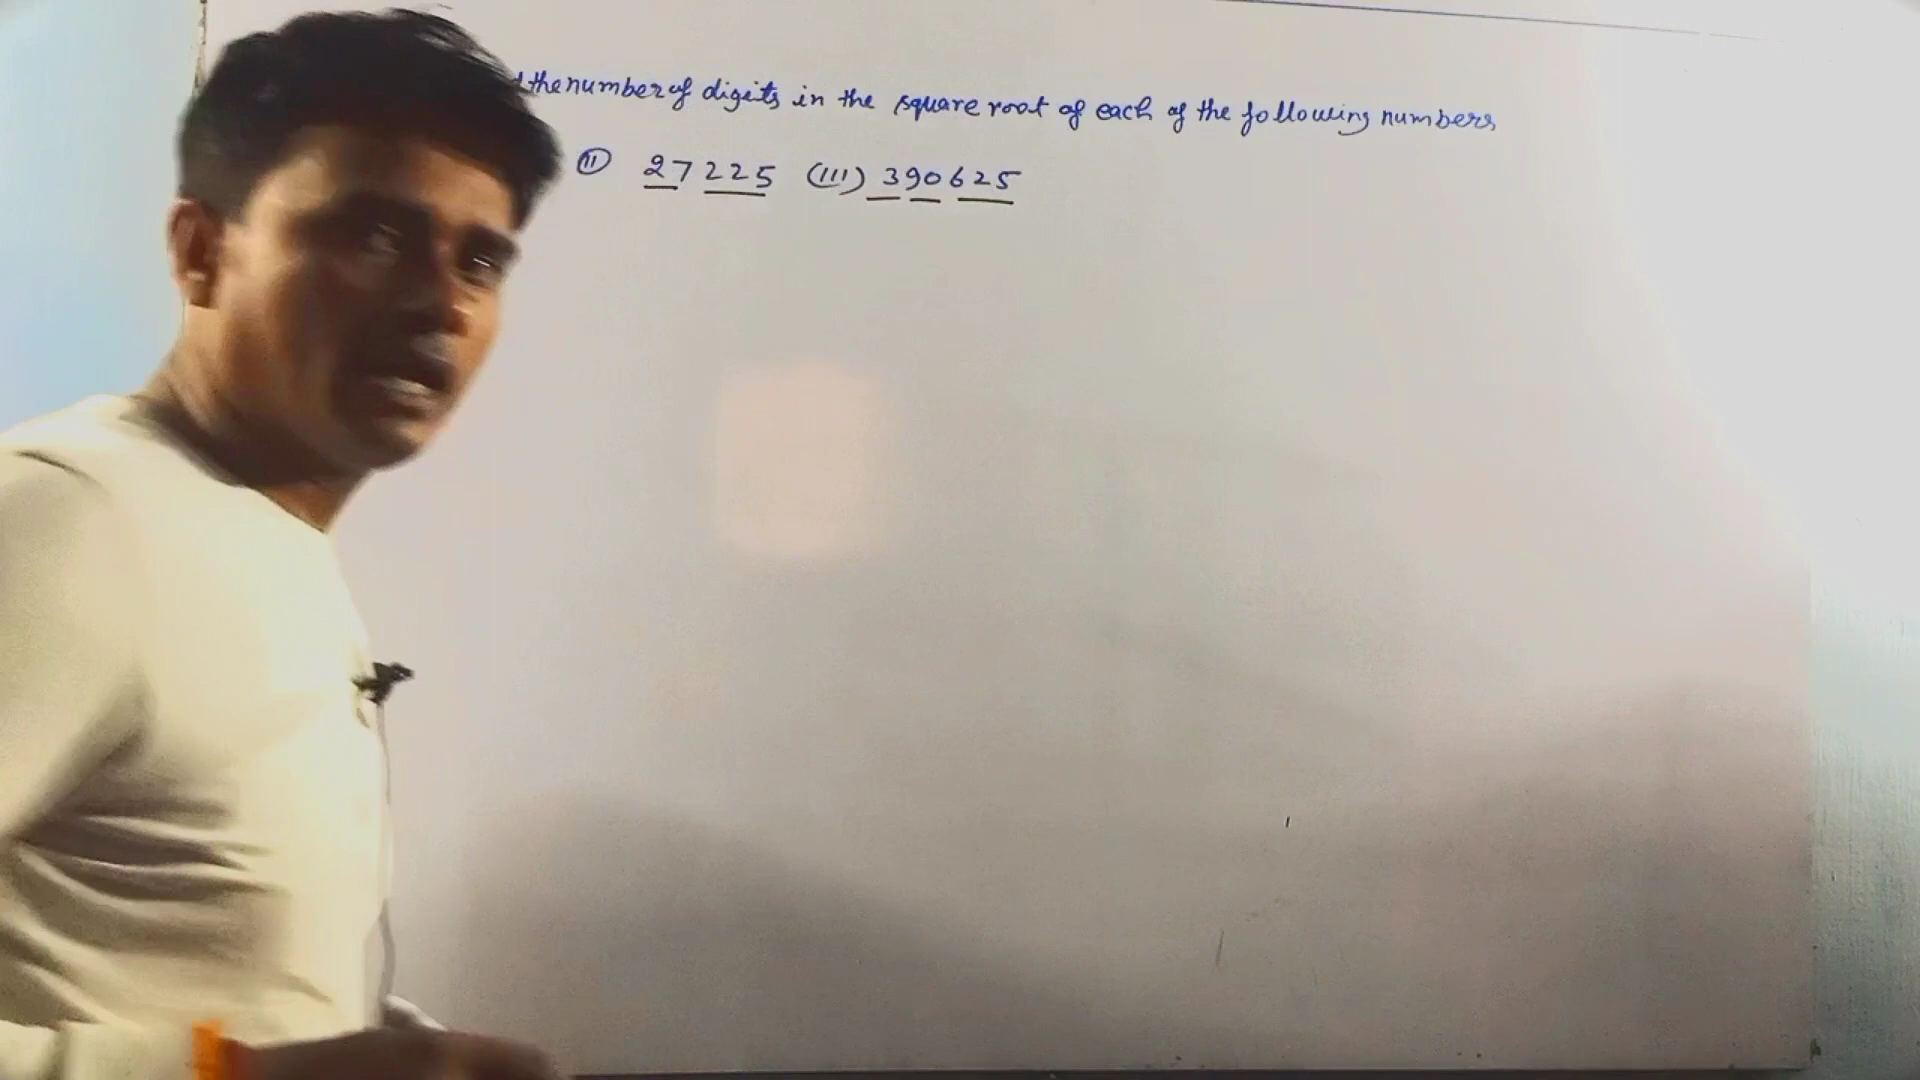 the number of digits in the square root of each of the following numbers
(II) 27225 (III) 390625